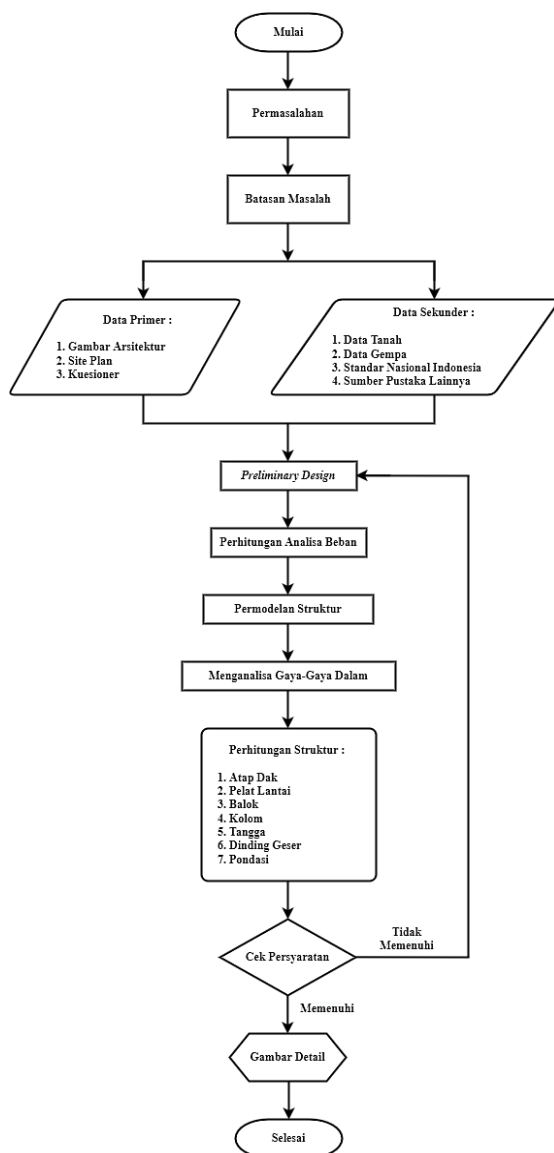 Mulai
Permasalahan
Batasan Masalah
Data Primer :
1. Gambar Arsitektur
2. Site Plan
3. Kuesioner
Data Sekunder :
1. Data Tanah
2. Data Gempa
3. Standar Nasional Indonesia
4. Sumber Pustaka Lainnya
Preliminary Design
Perhitungan Analisa Beban
Permodelan Struktur
Menganalisa Gaya-Gaya Dalam
Perhitungan Struktur :
1. Atap Dak
2. Pelat Lantai
3. Balok
4. Kolom
5. Tangga
6. Dinding Geser
7. Pondasi
Cek Persyaratan
Tidak
Memenuhi
Memenuhi
Gambar Detail
Selesai